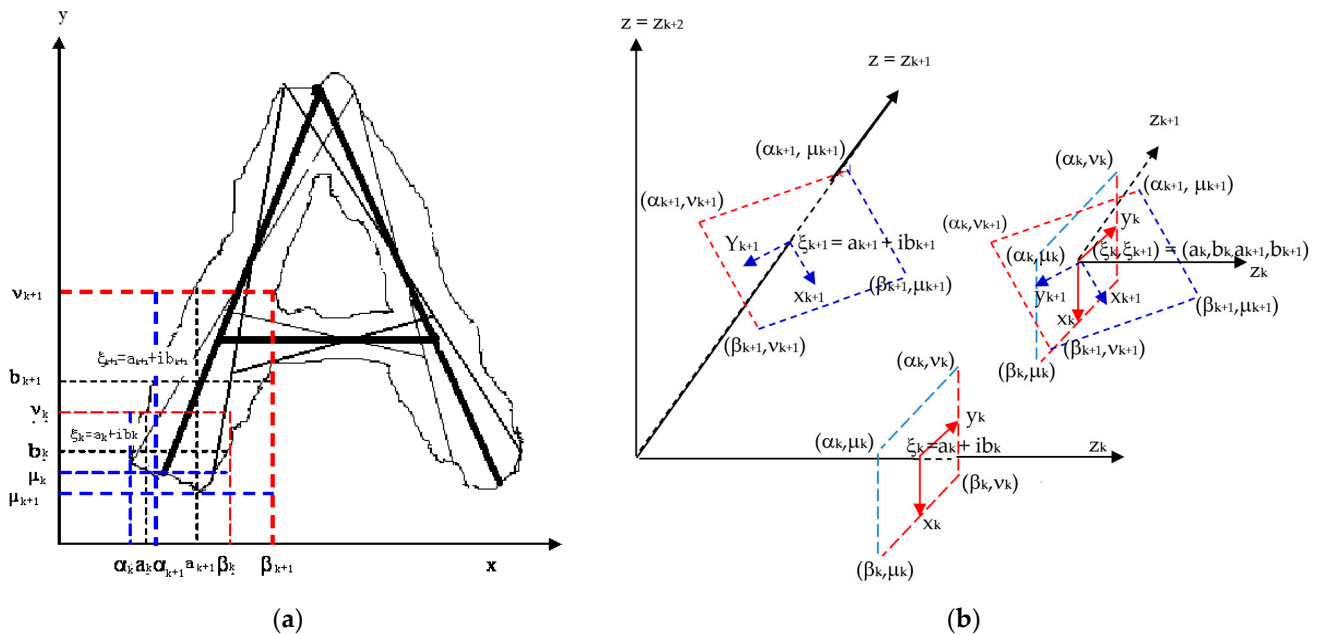 y
ν_{k+1}
ξ_{k+1}=a_{k+1}+ib_{k+1}
b_{k+1}
ν_k
ξ_k=a_k+ib_k
b_k
μ_k
μ_{k+1}
α_k a_k α_{k+1} a_{k+1} β_k β_{k+1} x
(a)
z = z_{k+2}
z = z_{k+1}
(α_{k+1}, μ_{k+1})
(α_{k+1},ν_{k+1})
Y_{k+1}
ξ_{k+1} = a_{k+1} + ib_{k+1}
x_{k+1}
(β_{k+1},μ_{k+1})
(β_{k+1},ν_{k+1})
z_{k+1}
(α_k,ν_k)
(α_{k+1}, μ_{k+1})
(α_k,ν_{k+1})
y_k
(α_k,μ_k)
(ξ_k,ξ_{k+1}) = (a_k,b_k,a_{k+1},b_{k+1})
z_k
y_{k+1}
x_{k+1}
(β_{k+1},μ_{k+1})
x_k
(β_{k+1},ν_{k+1})
(β_k,μ_k)
(α_k,ν_k)
y_k
(α_k,μ_k)
ξ_k=a_k+ ib_k
z_k
(β_k,ν_k)
x_k
(β_k,μ_k)
(b)